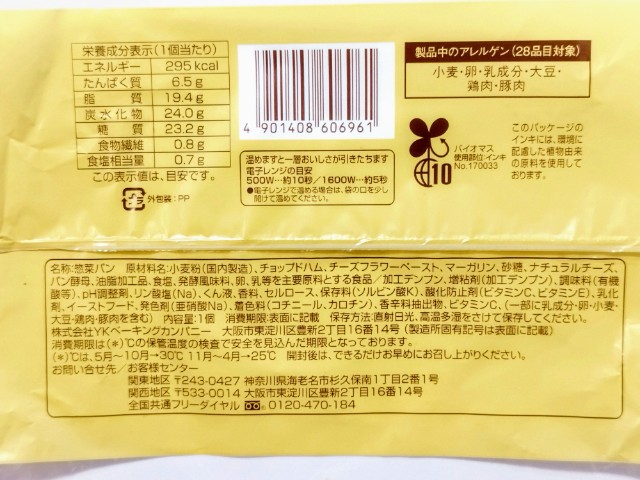 栄養成分表示(1個当たり)
エネルギー 295kcal
たんぱく質 6.5g
脂質 19.4g
炭水化物 24.0g
糖質 23.2g
食物繊維 0.8g
食塩相当量 0.7g
この表示値は、目安です。
プラ 外包装:PP
4 901408 606961
温めますと一層おいしさが引きたちます
電子レンジの目安
500W…約10秒/1600W…約5秒
●電子レンジで温める場合は、袋の口を少し
開けて温めてください。
製品中のアレルゲン(28品目対象)
小麦・卵・乳成分・大豆・
鶏肉・豚肉
10
バイオマス
使用部位:インキ
No.170033
このパッケージの
インキには、環境に
配慮した植物由来
の原料を使用して
おります。
名称:惣菜パン 原材料名:小麦粉(国内製造)、チョップドハム、チーズフラワーペースト、マーガリン、砂糖、ナチュラルチーズ、
パン酵母、油脂加工品、食塩、発酵風味料、卵、乳等を主要原料とする食品/加工デンプン、増粘剤(加工デンプン)、調味料(有機
酸等)、pH調整剤、リン酸塩(Na)、くん液、香料、セルロース、保存料(ソルビン酸K)、酸化防止剤(ビタミンC、ビタミンE)、乳化
剤、イーストフード、発色剤(亜硝酸Na)、着色料(コチニール、カロチン)、香辛料抽出物、ビタミンC、(一部に乳成分・卵・小麦・
大豆・鶏肉・豚肉を含む) 内容量:1個 消費期限:表面に記載 保存方法:直射日光、高温多湿をさけて保存してください。
株式会社YKベーキングカンパニー 大阪市東淀川区豊新2丁目16番14号(製造所固有記号は表面に記載)
消費期限は(*)℃の保管温度の検査で安全を見込んだ期限となっております。
(*)℃は、5月~10月→30℃ 11月~4月→25℃ 開封後は、できるだけお早めにお召し上がりください。
お問い合せ先/お客様センター
関東地区 〒243-0427 神奈川県海老名市杉久保南1丁目2番1号
関西地区 〒533-0014 大阪市東淀川区豊新2丁目16番14号
全国共通フリーダイヤル 0120-470-184